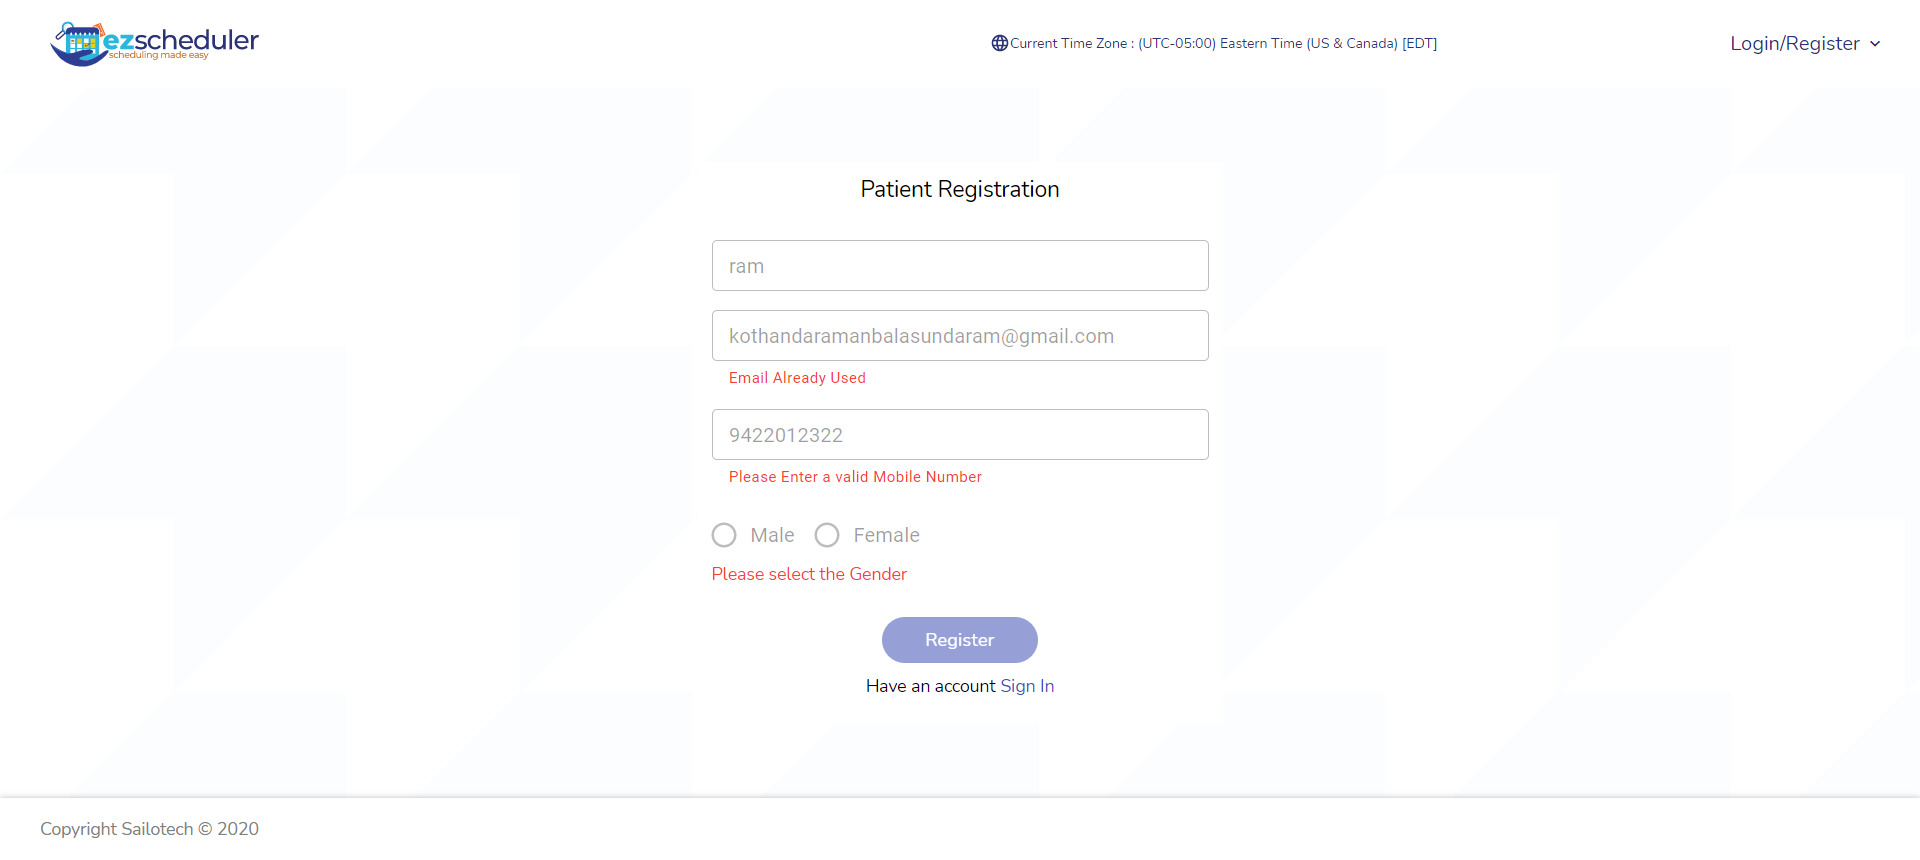 ezscheduler
scheduling made easy
Current Time Zone : (UTC-05:00) Eastern Time (US & Canada) [EDT]
Login/Register
Patient Registration
ram
kothandaramanbalasundaram@gmail.com
Email Already Used
9422012322
Please Enter a valid Mobile Number
Male Female
Please select the Gender
Register
Have an account Sign In
Copyright Sailotech © 2020